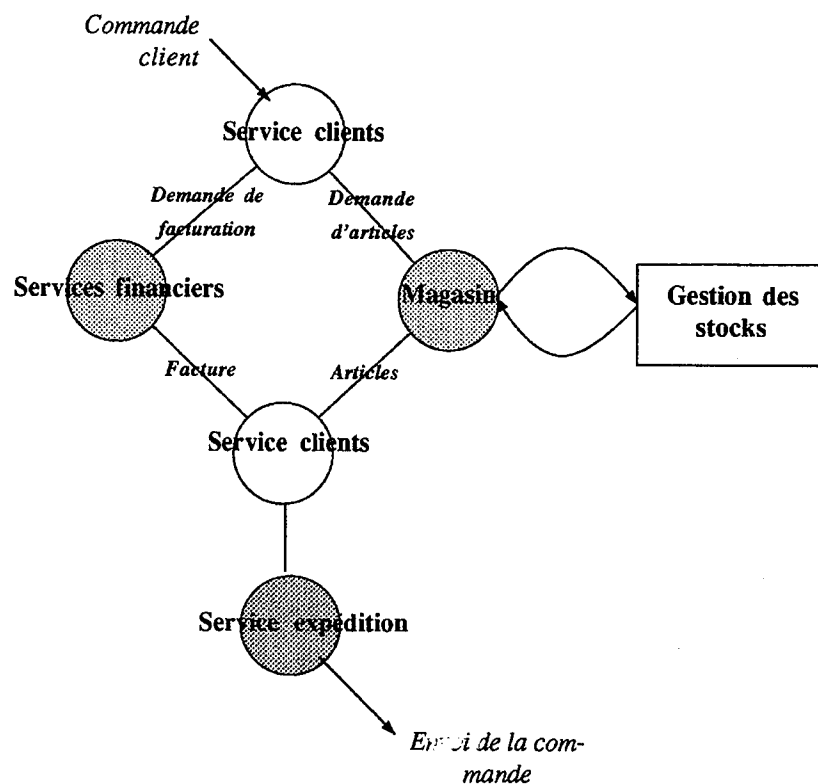 Commande
client
Service clients
Demande de
facturation
Demande
d'articles
Services financiers
Magasin
Gestion des
stocks
Facture
Articles
Service clients
Service expédition
de la com-
mande